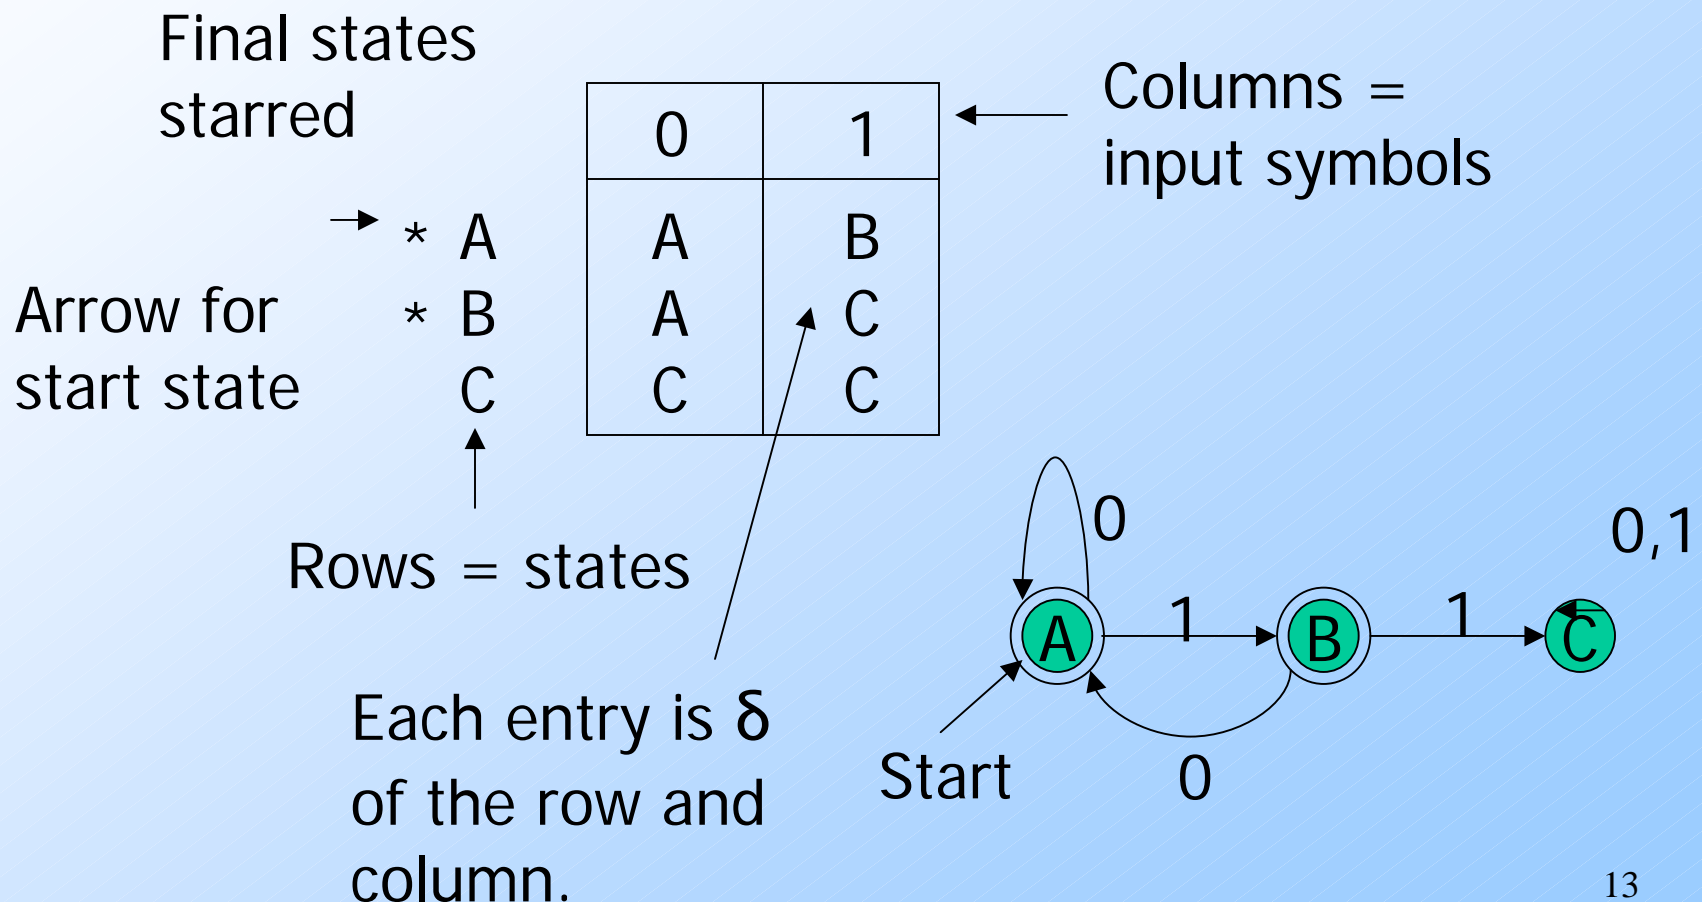 Final states
starred
0 1
Columns =
input symbols
* A A B
* B A C
C C C
Arrow for
start state
Rows = states
Each entry is δ
of the row and
column.
0
0,1
A 1 B 1 C
Start
0
13